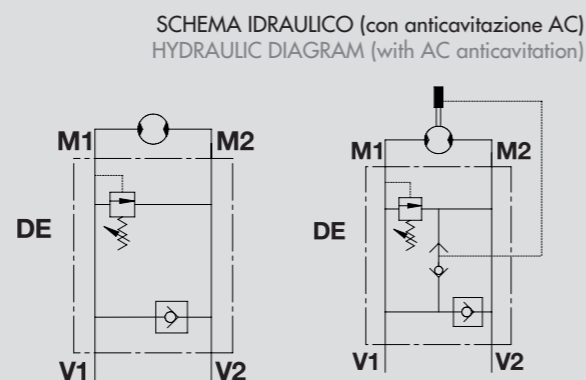 SCHEMA IDRAULICO (con anticavitazione AC)
HYDRAULIC DIAGRAM (with AC anticavitation)
M1 M2
DE
V1 V2
M1 M2
DE
V1 V2